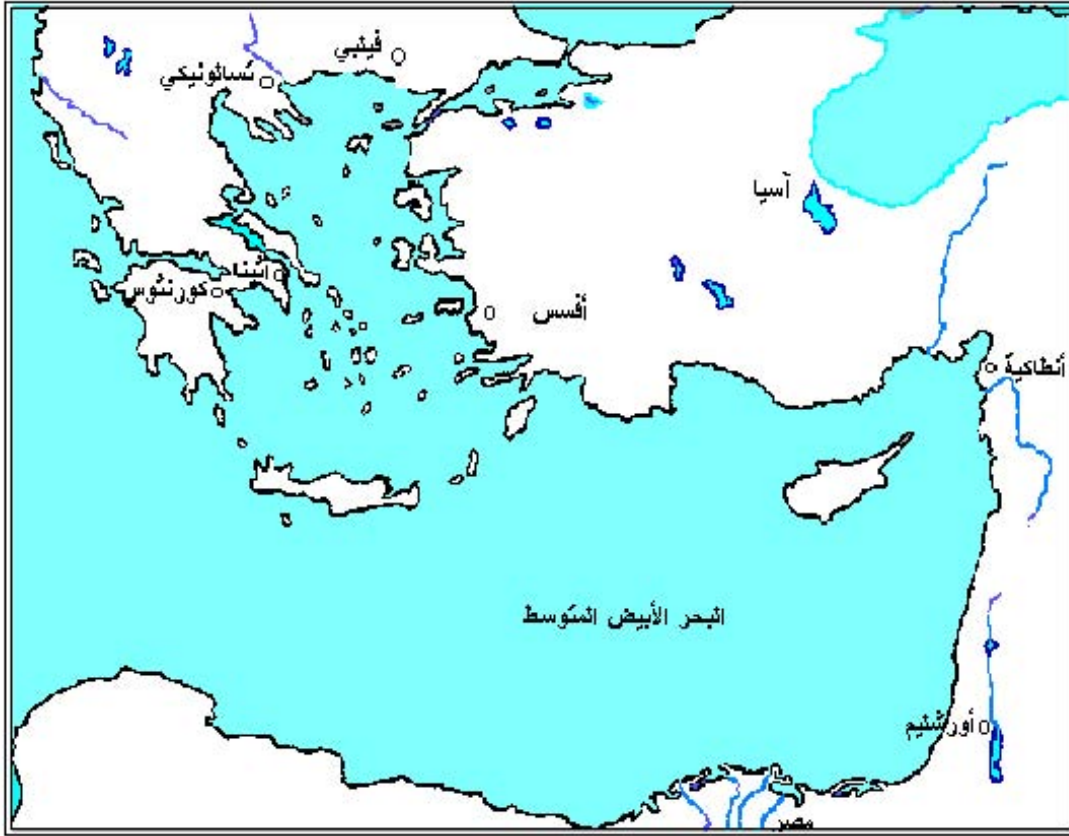 فيلبي
تسالونيكي
آسيا
أثينا
كورنثوس
أفسس
أنطاكية
البحر الأبيض المتوسط
أورشليم
مصر